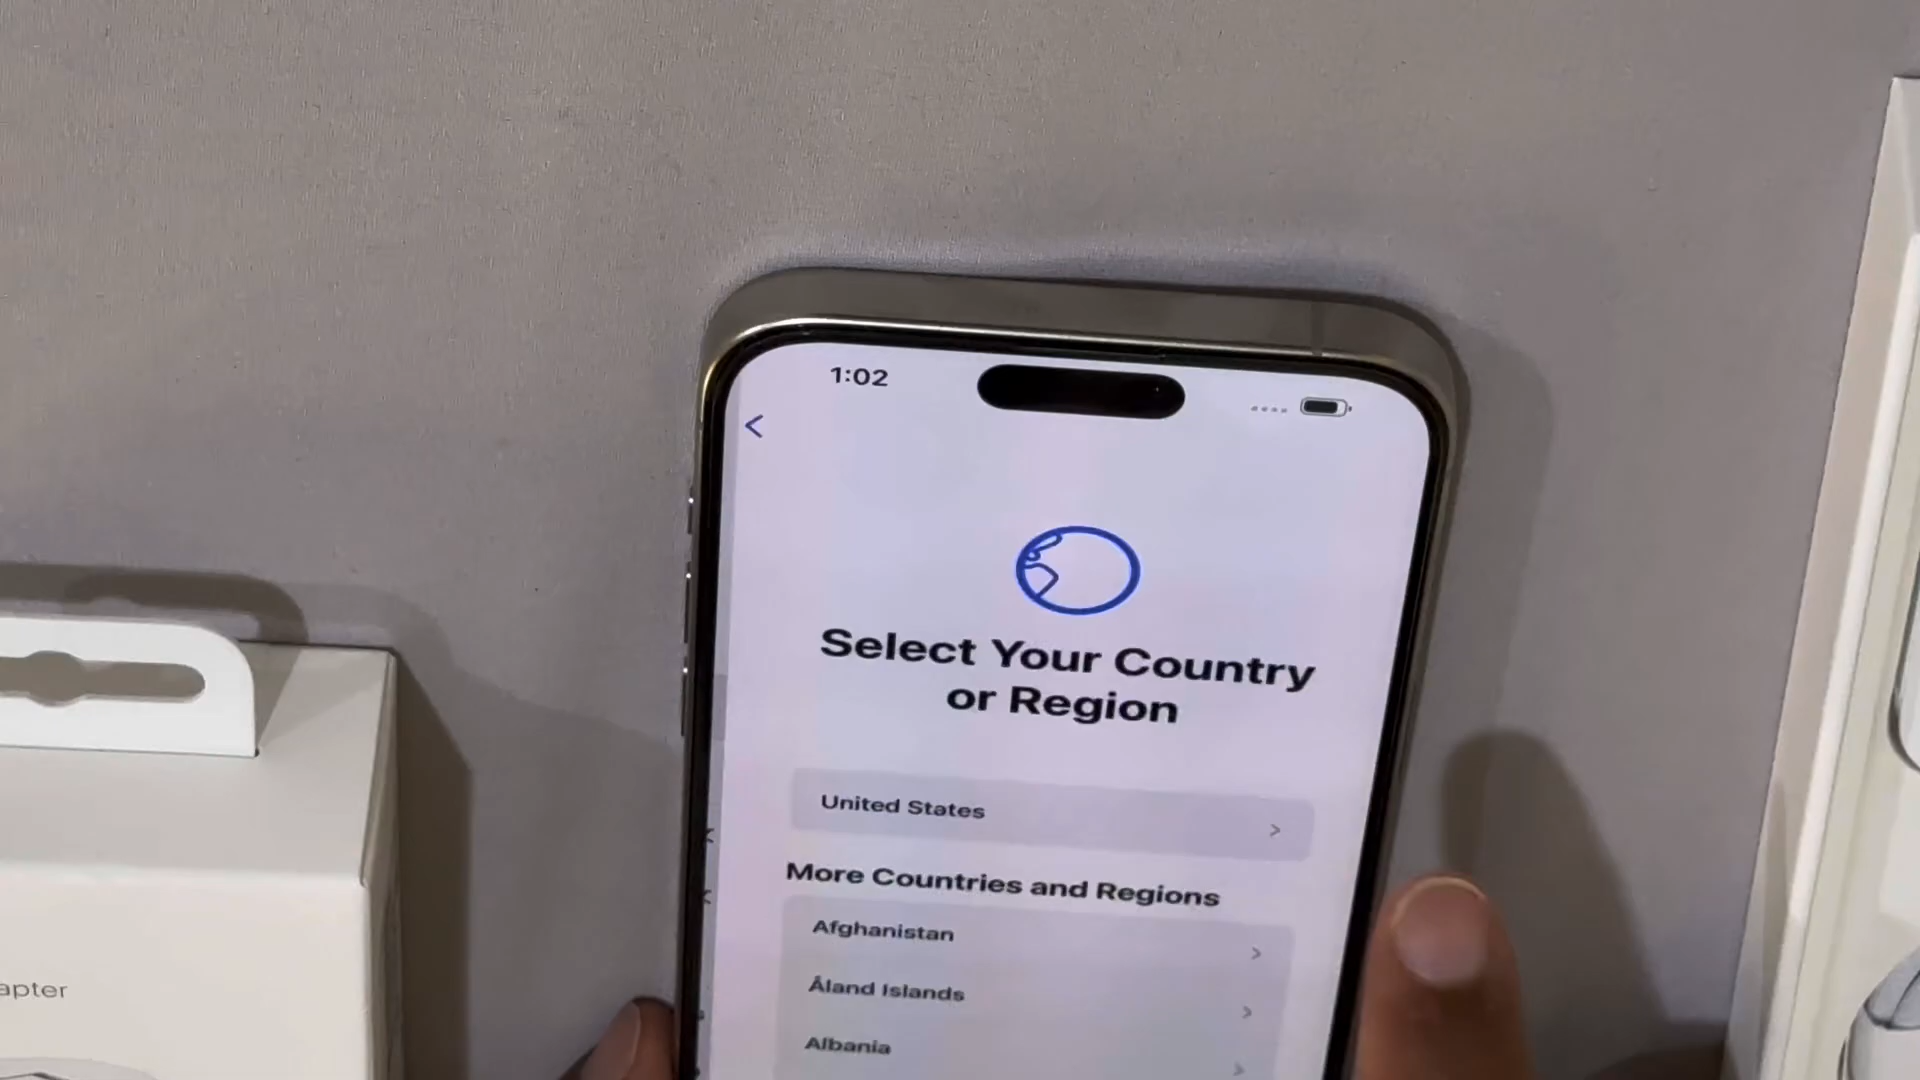 1:02
Select Your Country
or Region
United States
More Countries and Regions
Afghanistan
Åland Islands
Albania
apter